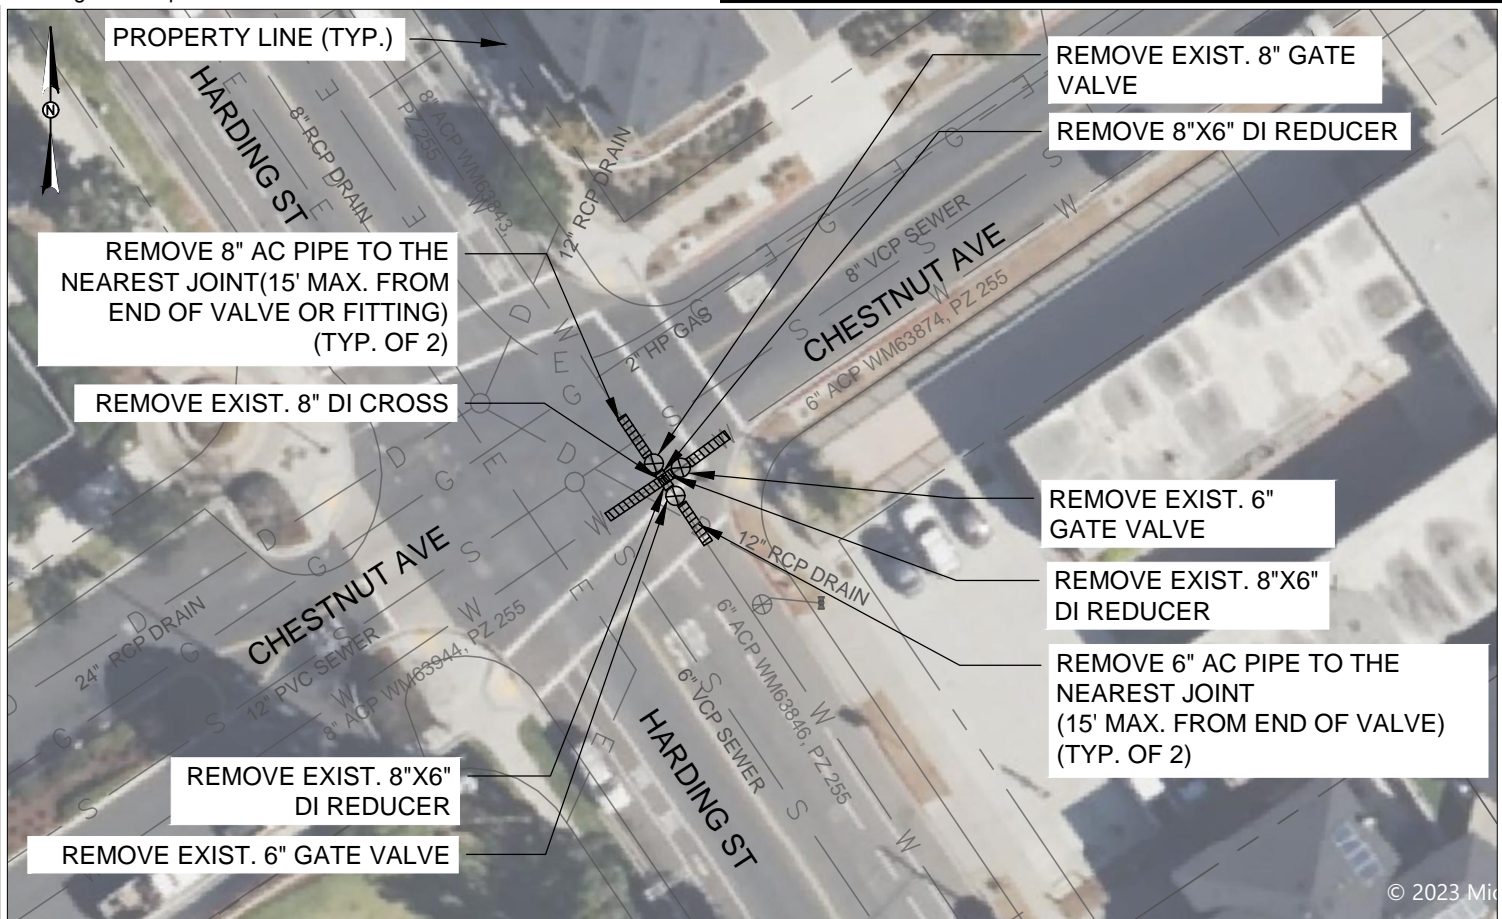 PROPERTY LINE (TYP.)
REMOVE EXIST. 8" GATE
VALVE
REMOVE 8"X6" DI REDUCER
N
HARDING ST
8" RCP DRAIN
8" ACP WM63843,
PZ 255
12" RCP DRAIN
REMOVE 8" AC PIPE TO THE
NEAREST JOINT(15' MAX. FROM
END OF VALVE OR FITTING)
(TYP. OF 2)
REMOVE EXIST. 8" DI CROSS
2" HP GAS
8" VCP SEWER
CHESTNUT AVE
6" ACP WM63874, PZ 255
REMOVE EXIST. 6"
GATE VALVE
REMOVE EXIST. 8"X6"
DI REDUCER
REMOVE 6" AC PIPE TO THE
NEAREST JOINT
(15' MAX. FROM END OF VALVE)
(TYP. OF 2)
12" RCP DRAIN
CHESTNUT AVE
24" RCP DRAIN
12" PVC SEWER
8" ACP WM63944, PZ 255
6" ACP WM63846, PZ 255
6" VCP SEWER
HARDING ST
REMOVE EXIST. 8"X6"
DI REDUCER
REMOVE EXIST. 6" GATE VALVE
© 2023